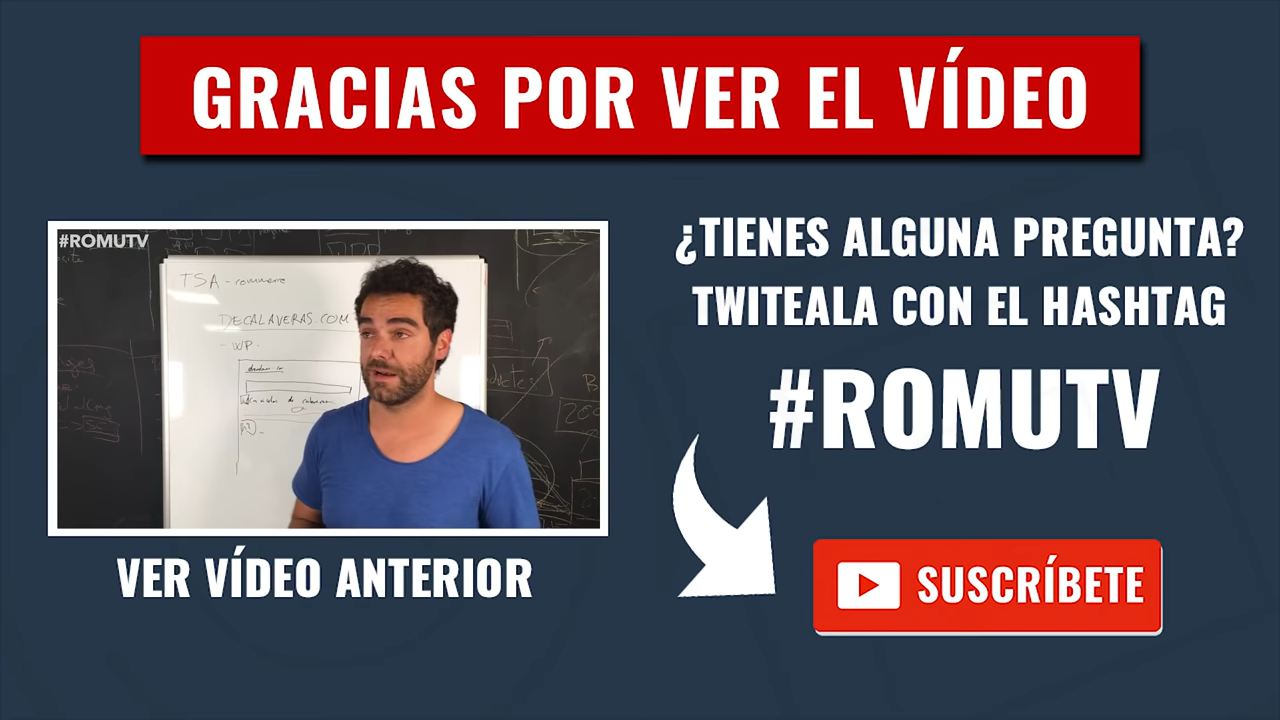 GRACIAS POR VER EL VÍDEO
#ROMUTV
TSA - commerce
DECALAVERAS.COM
- WP.
VER VÍDEO ANTERIOR
¿TIENES ALGUNA PREGUNTA?
TWITEALA CON EL HASHTAG
#ROMUTV
SUSCRÍBETE